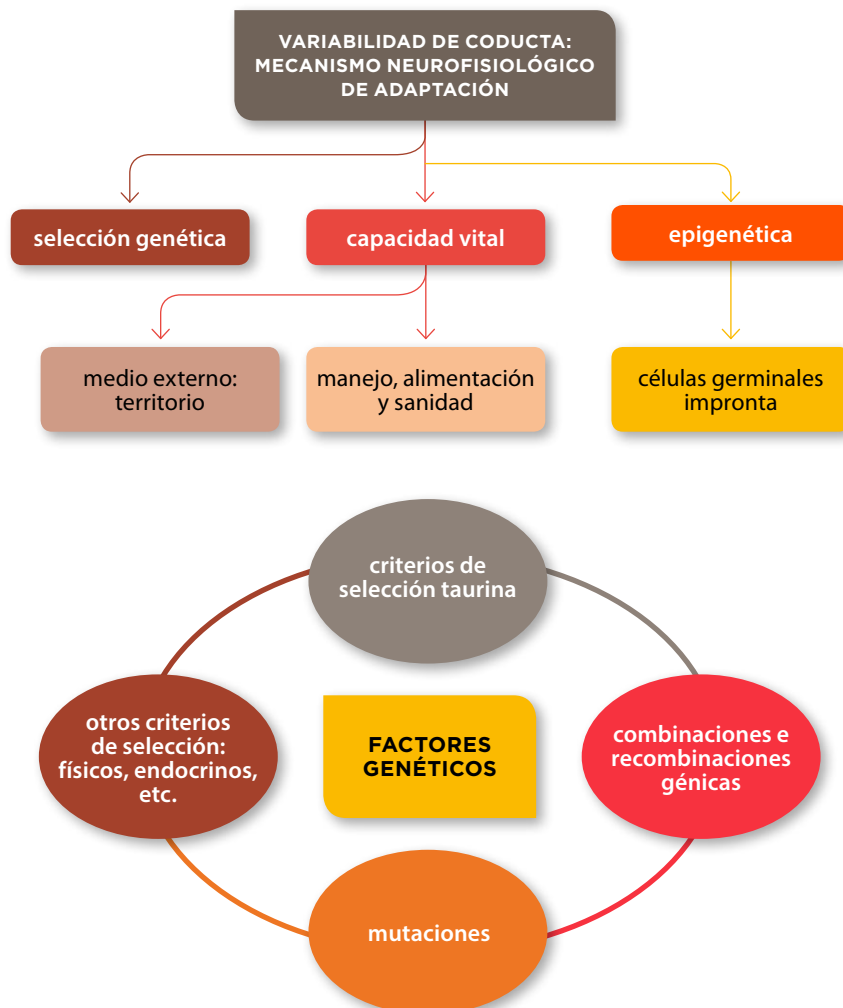 VARIABILIDAD DE CODUCTA:
MECANISMO NEUROFISIOLÓGICO
DE ADAPTACIÓN
selección genética
capacidad vital
epigenética
medio externo:
territorio
manejo, alimentación
y sanidad
células germinales
impronta
criterios de
selección taurina
otros criterios
de selección:
físicos, endocrinos,
etc.
FACTORES
GENÉTICOS
combinaciones e
recombinaciones
génicas
mutaciones